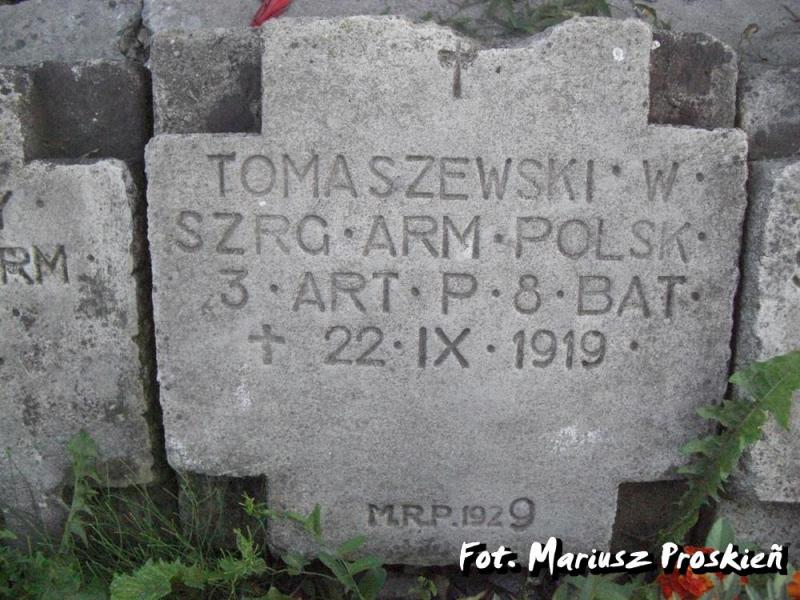 TOMASZEWSKI · W ·
SZRG · ARM · POLSK ·
3 · ART · P · 8 · BAT ·
✝ 22 · IX · 1919 ·
M.R.P. 1929
RM ·
Fot. Mariusz Proskień